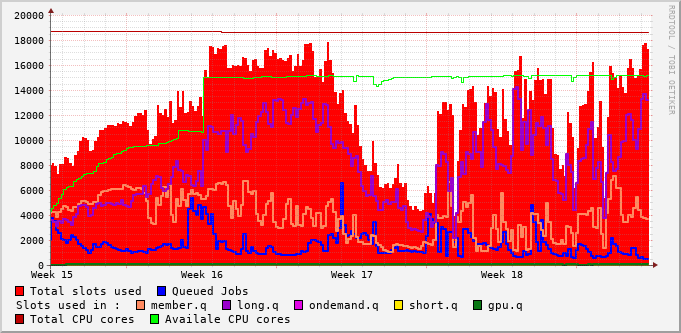 20000
18000
16000
14000
12000
10000
8000
6000
4000
2000
0
Week 15 Week 16 Week 17 Week 18
Total slots used Queued Jobs
Slots used in : member.q long.q ondemand.q short.q gpu.q
Total CPU cores Availale CPU cores
RRDTOOL / TOBI OETIKER